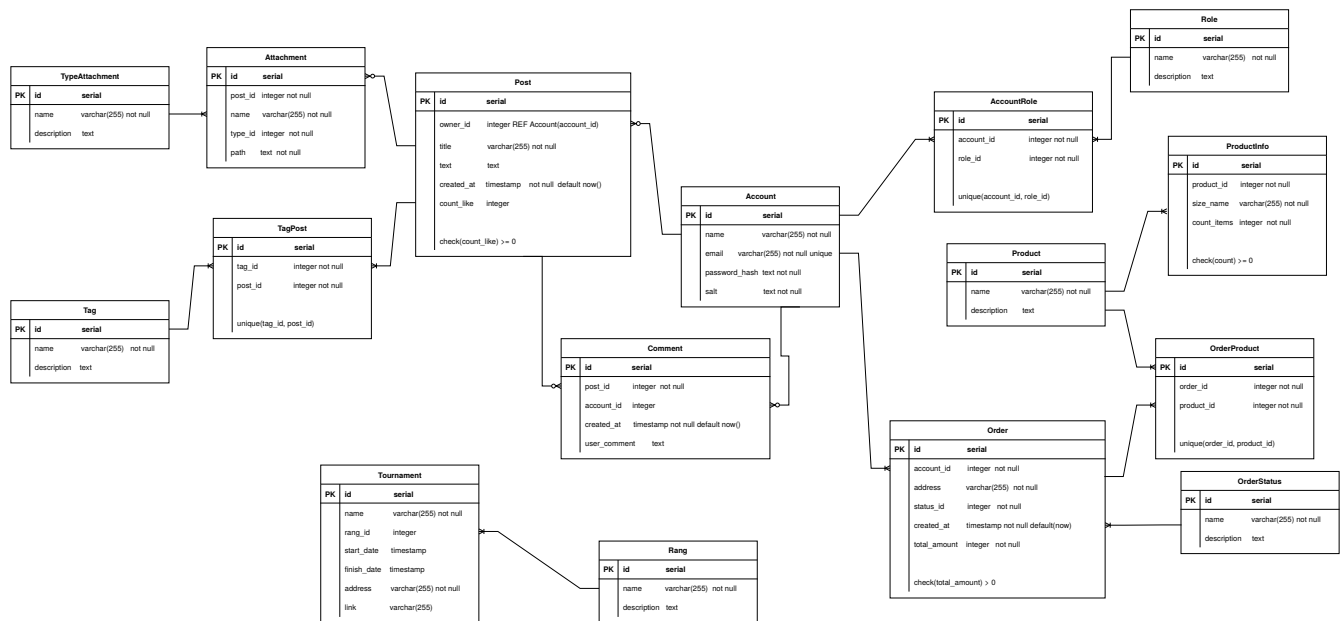 TypeAttachment
PK id serial
name varchar(255) not null
description text
Attachment
PK id serial
post_id integer not null
name varchar(255) not null
type_id integer not null
path text not null
Post
PK id serial
owner_id integer REF Account(account_id)
title varchar(255) not null
text text
created_at timestamp not null default now()
count_like integer
check(count_like) >= 0
TagPost
PK id serial
tag_id integer not null
post_id integer not null
unique(tag_id, post_id)
Tag
PK id serial
name varchar(255) not null
description text
Account
PK id serial
name varchar(255) not null
email varchar(255) not null unique
password_hash text not null
salt text not null
Comment
PK id serial
post_id integer not null
account_id integer
created_at timestamp not null default now()
user_comment text
Tournament
PK id serial
name varchar(255) not null
rang_id integer
start_date timestamp
finish_date timestamp
address varchar(255) not null
link varchar(255)
Rang
PK id serial
name varchar(255) not null
description text
Role
PK id serial
name varchar(255) not null
description text
AccountRole
PK id serial
account_id integer not null
role_id integer not null
unique(account_id, role_id)
ProductInfo
PK id serial
product_id integer not null
size_name varchar(255) not null
count_items integer not null
check(count) >= 0
Product
PK id serial
name varchar(255) not null
description text
OrderProduct
PK id serial
order_id integer not null
product_id integer not null
unique(order_id, product_id)
Order
PK id serial
account_id integer not null
address varchar(255) not null
status_id integer not null
created_at timestamp not null default(now)
total_amount integer not null
check(total_amount) > 0
OrderStatus
PK id serial
name varchar(255) not null
description text